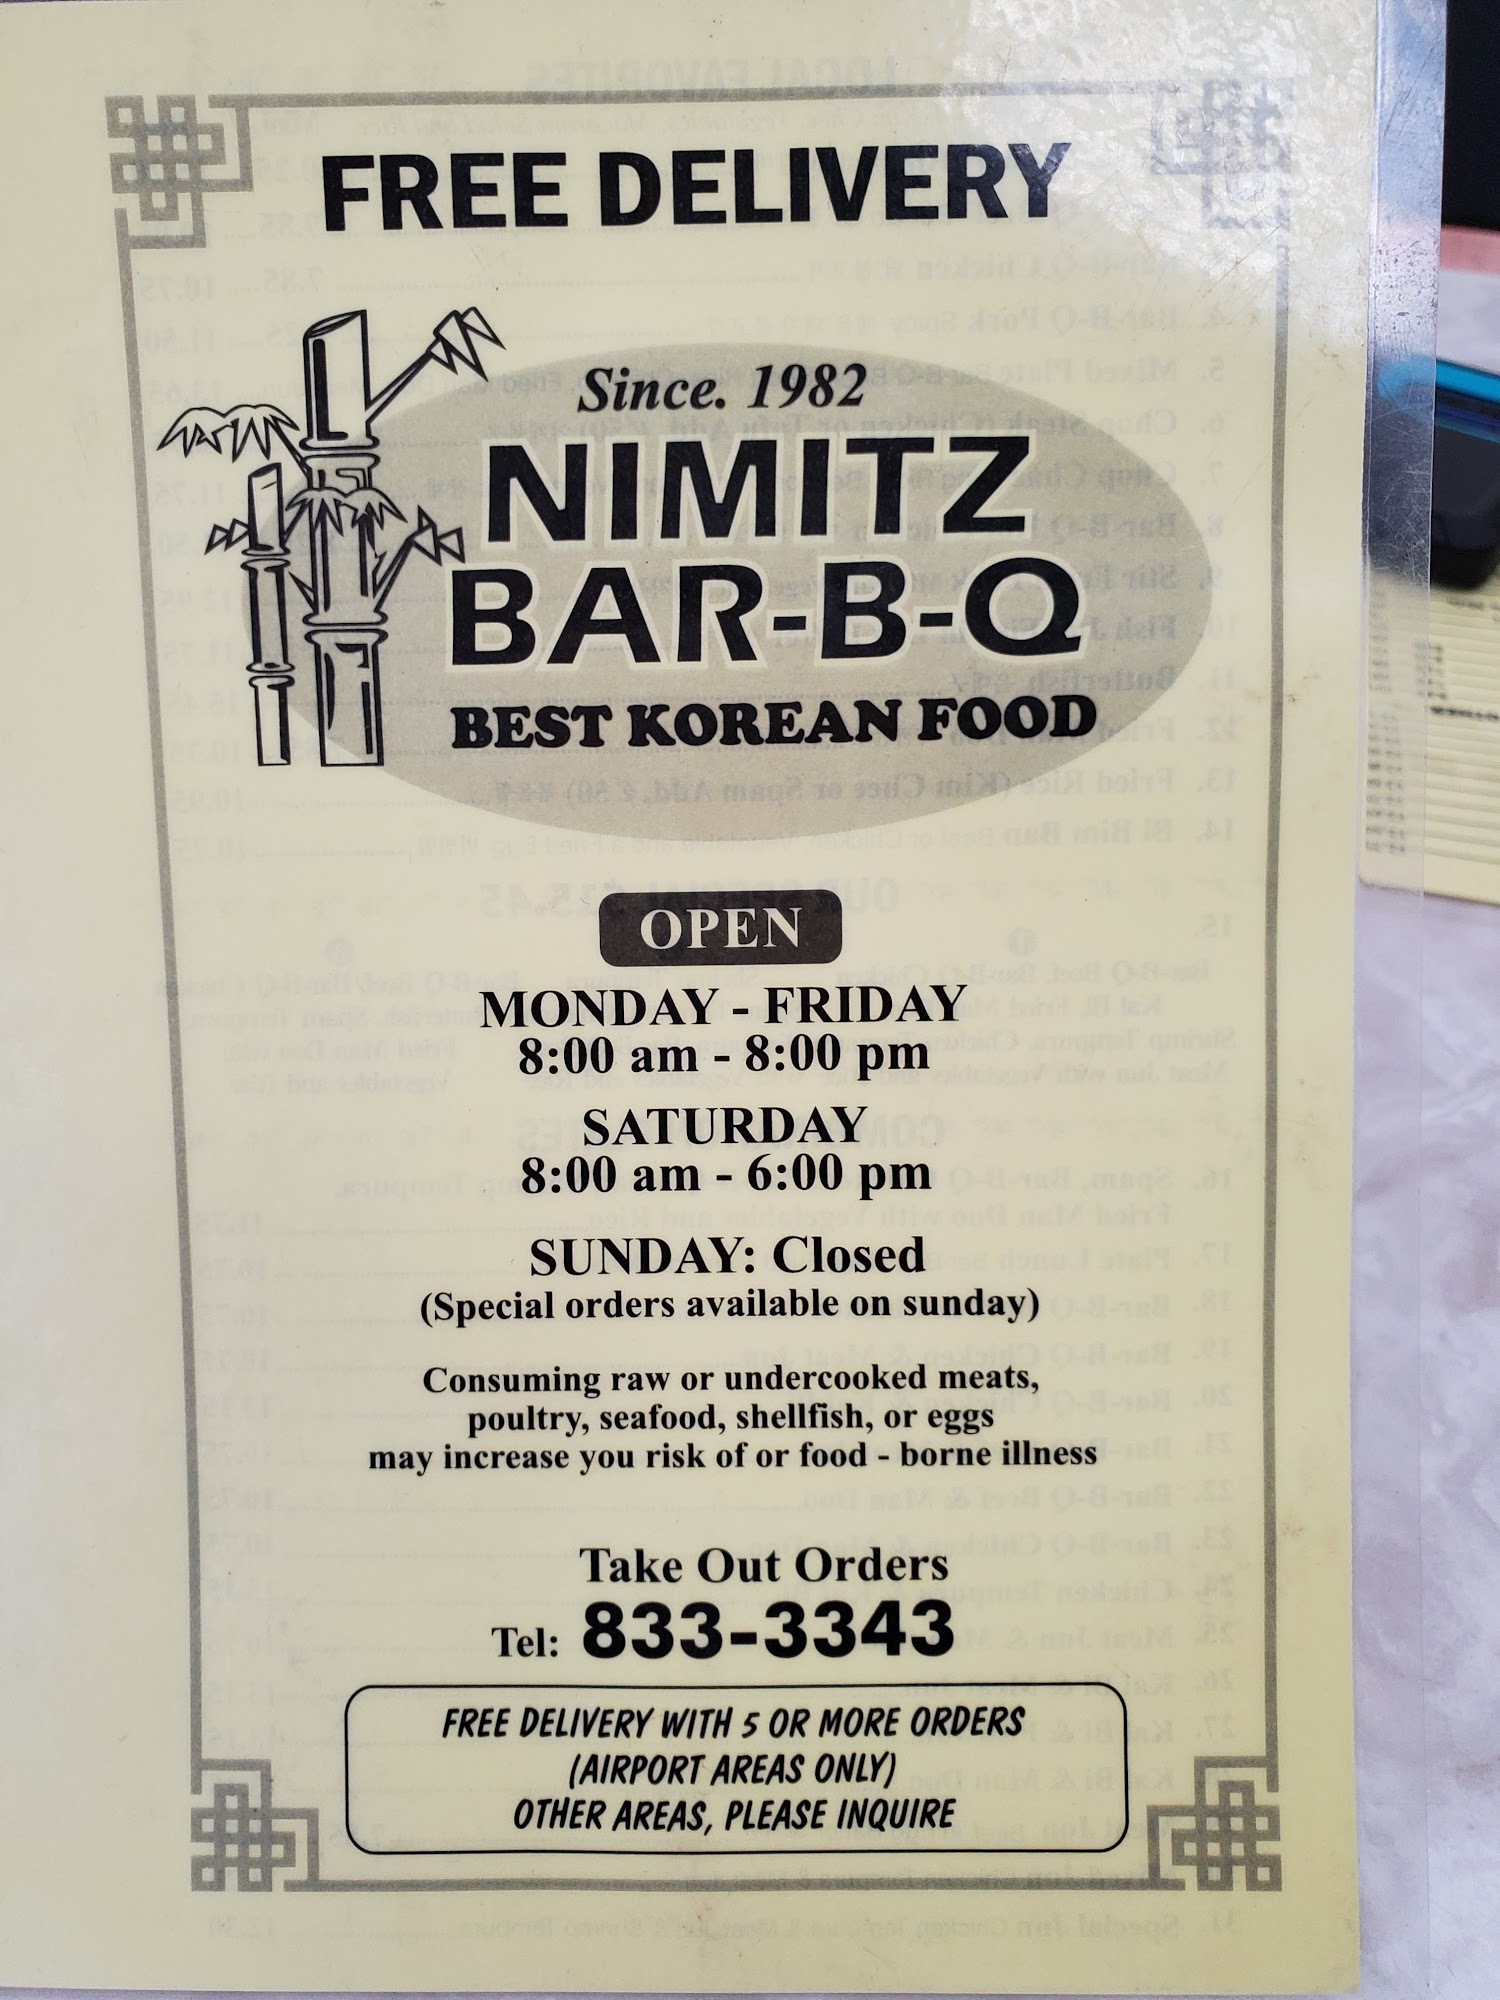 FREE DELIVERY
Since. 1982
NIMITZ
BAR-B-Q
BEST KOREAN FOOD
OPEN
MONDAY - FRIDAY
8:00 am - 8:00 pm
SATURDAY
8:00 am - 6:00 pm
SUNDAY: Closed
(Special orders available on sunday)
Consuming raw or undercooked meats,
poultry, seafood, shellfish, or eggs
may increase you risk of or food - borne illness
Take Out Orders
Tel: 833-3343
FREE DELIVERY WITH 5 OR MORE ORDERS
(AIRPORT AREAS ONLY)
OTHER AREAS, PLEASE INQUIRE